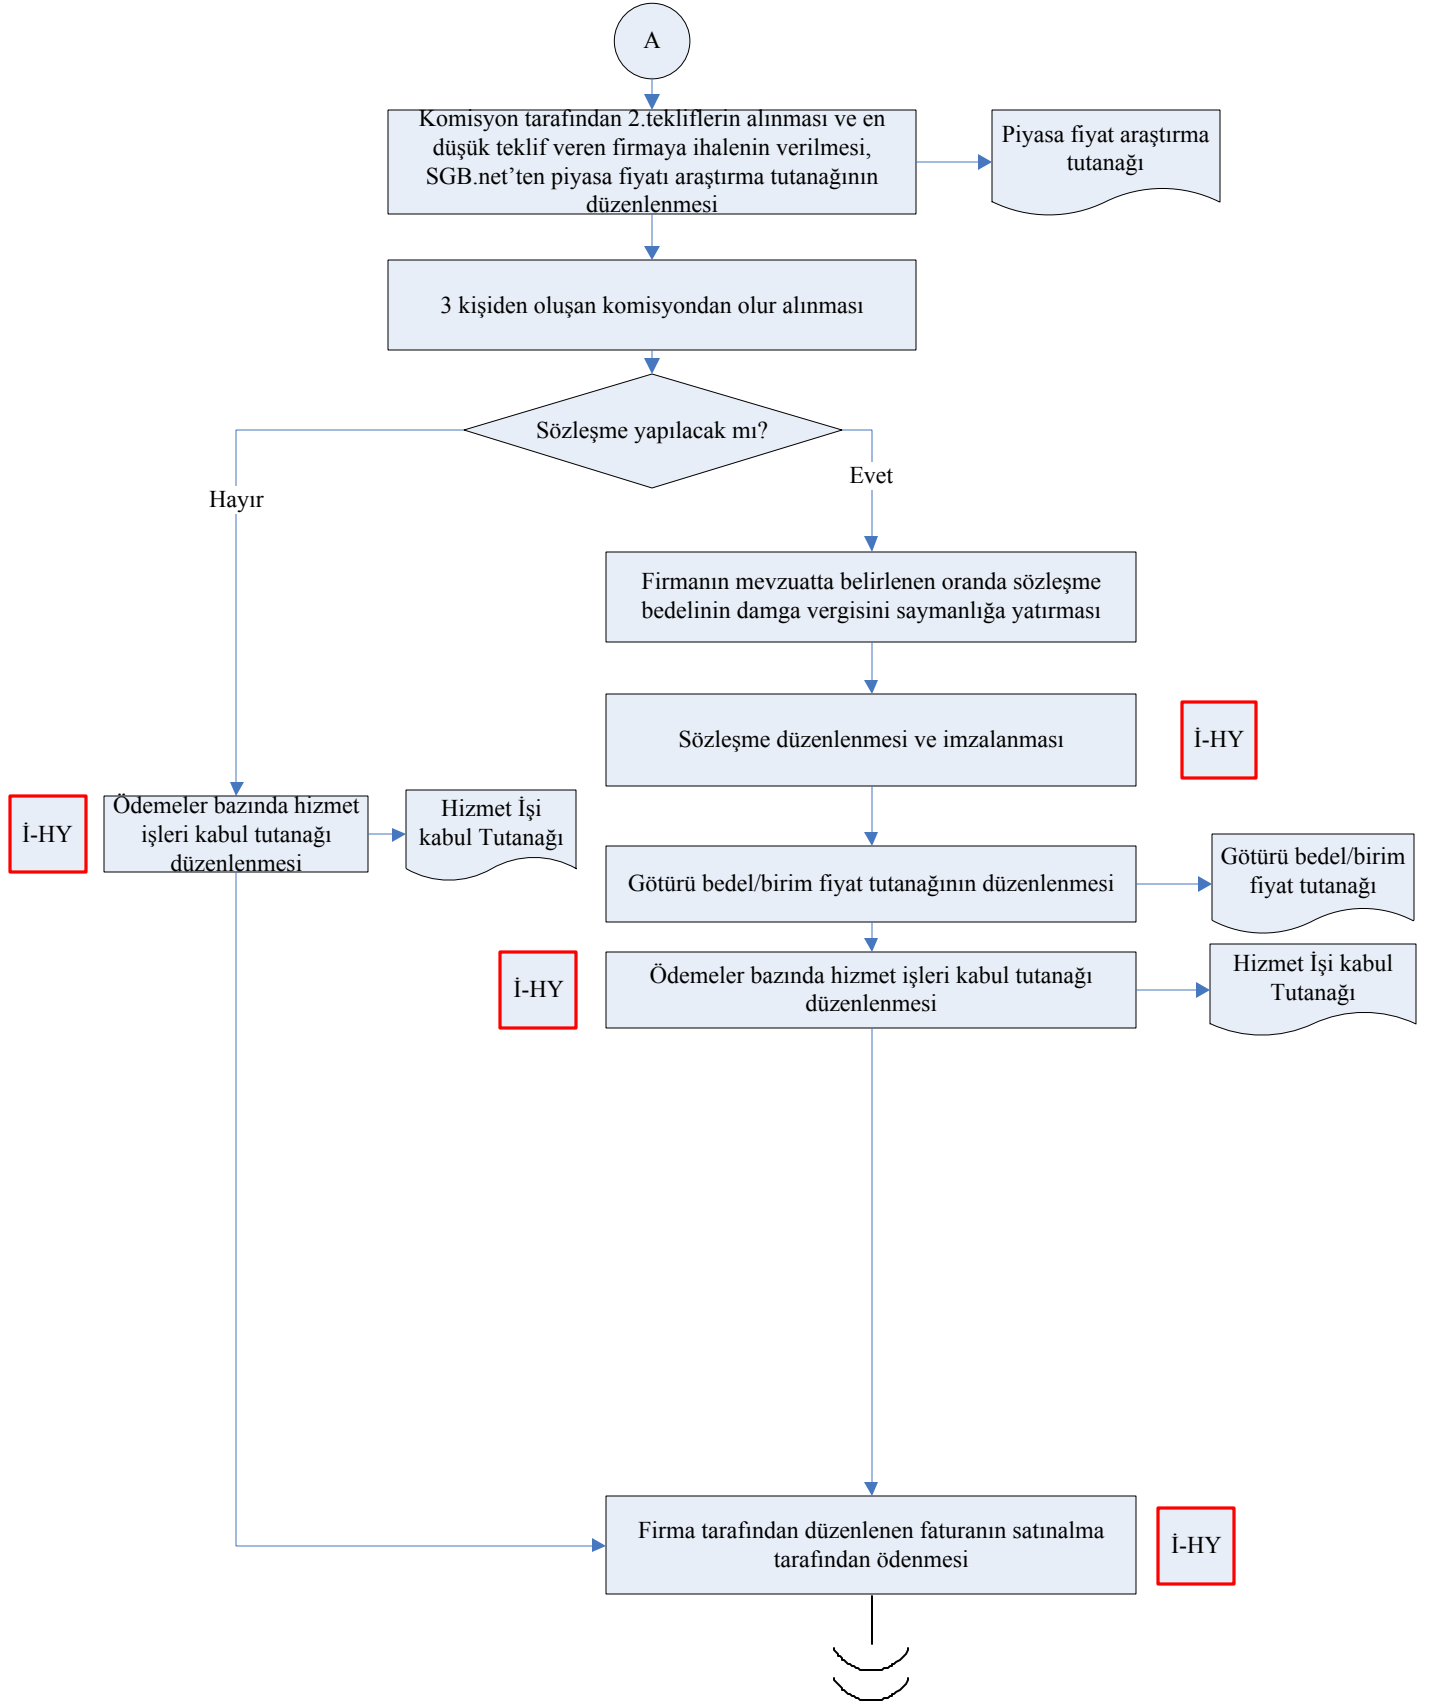 A
Komisyon tarafından 2.tekliflerin alınması ve en
düşük teklif veren firmaya ihalenin verilmesi,
SGB.net’ten piyasa fiyatı araştırma tutanağının
düzenlenmesi
Piyasa fiyat araştırma
tutanağı
3 kişiden oluşan komisyondan olur alınması
Sözleşme yapılacak mı?
Evet
Hayır
Firmanın mevzuatta belirlenen oranda sözleşme
bedelinin damga vergisini saymanlığa yatırması
Sözleşme düzenlenmesi ve imzalanması
İ-HY
İ-HY
Ödemeler bazında hizmet
işleri kabul tutanağı
düzenlenmesi
Hizmet İşi
kabul Tutanağı
Götürü bedel/birim fiyat tutanağının düzenlenmesi
Götürü bedel/birim
fiyat tutanağı
İ-HY
Ödemeler bazında hizmet işleri kabul tutanağı
düzenlenmesi
Hizmet İşi kabul
Tutanağı
Firma tarafından düzenlenen faturanın satınalma
tarafından ödenmesi
İ-HY